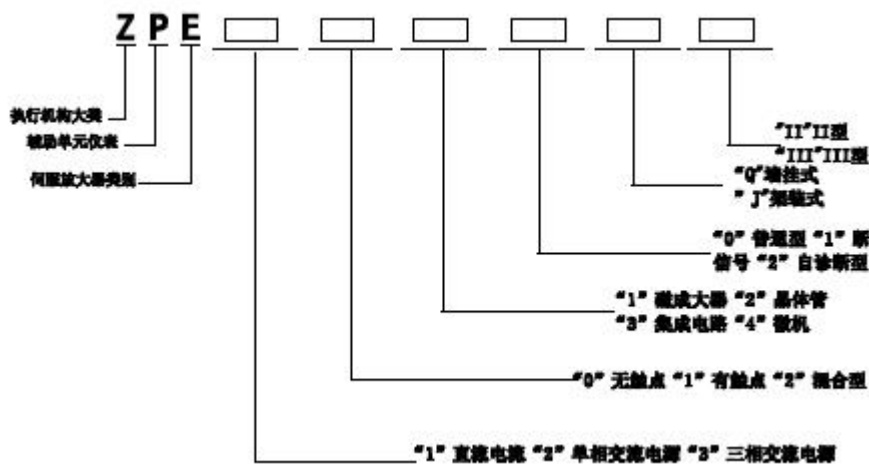 Z P E
执行机构大类
辅助单元仪表
伺服放大器类别
"II"II型
"III"III型
"Q"墙挂式
"J"架装式
"0" 普通型 "1" 断
信号 "2" 自诊断型
"1" 磁成大器 "2" 晶体管
"3" 集成电路 "4" 微机
"0" 无触点 "1" 有触点 "2" 混合型
"1" 直流电流 "2" 单相交流电源 "3" 三相交流电源